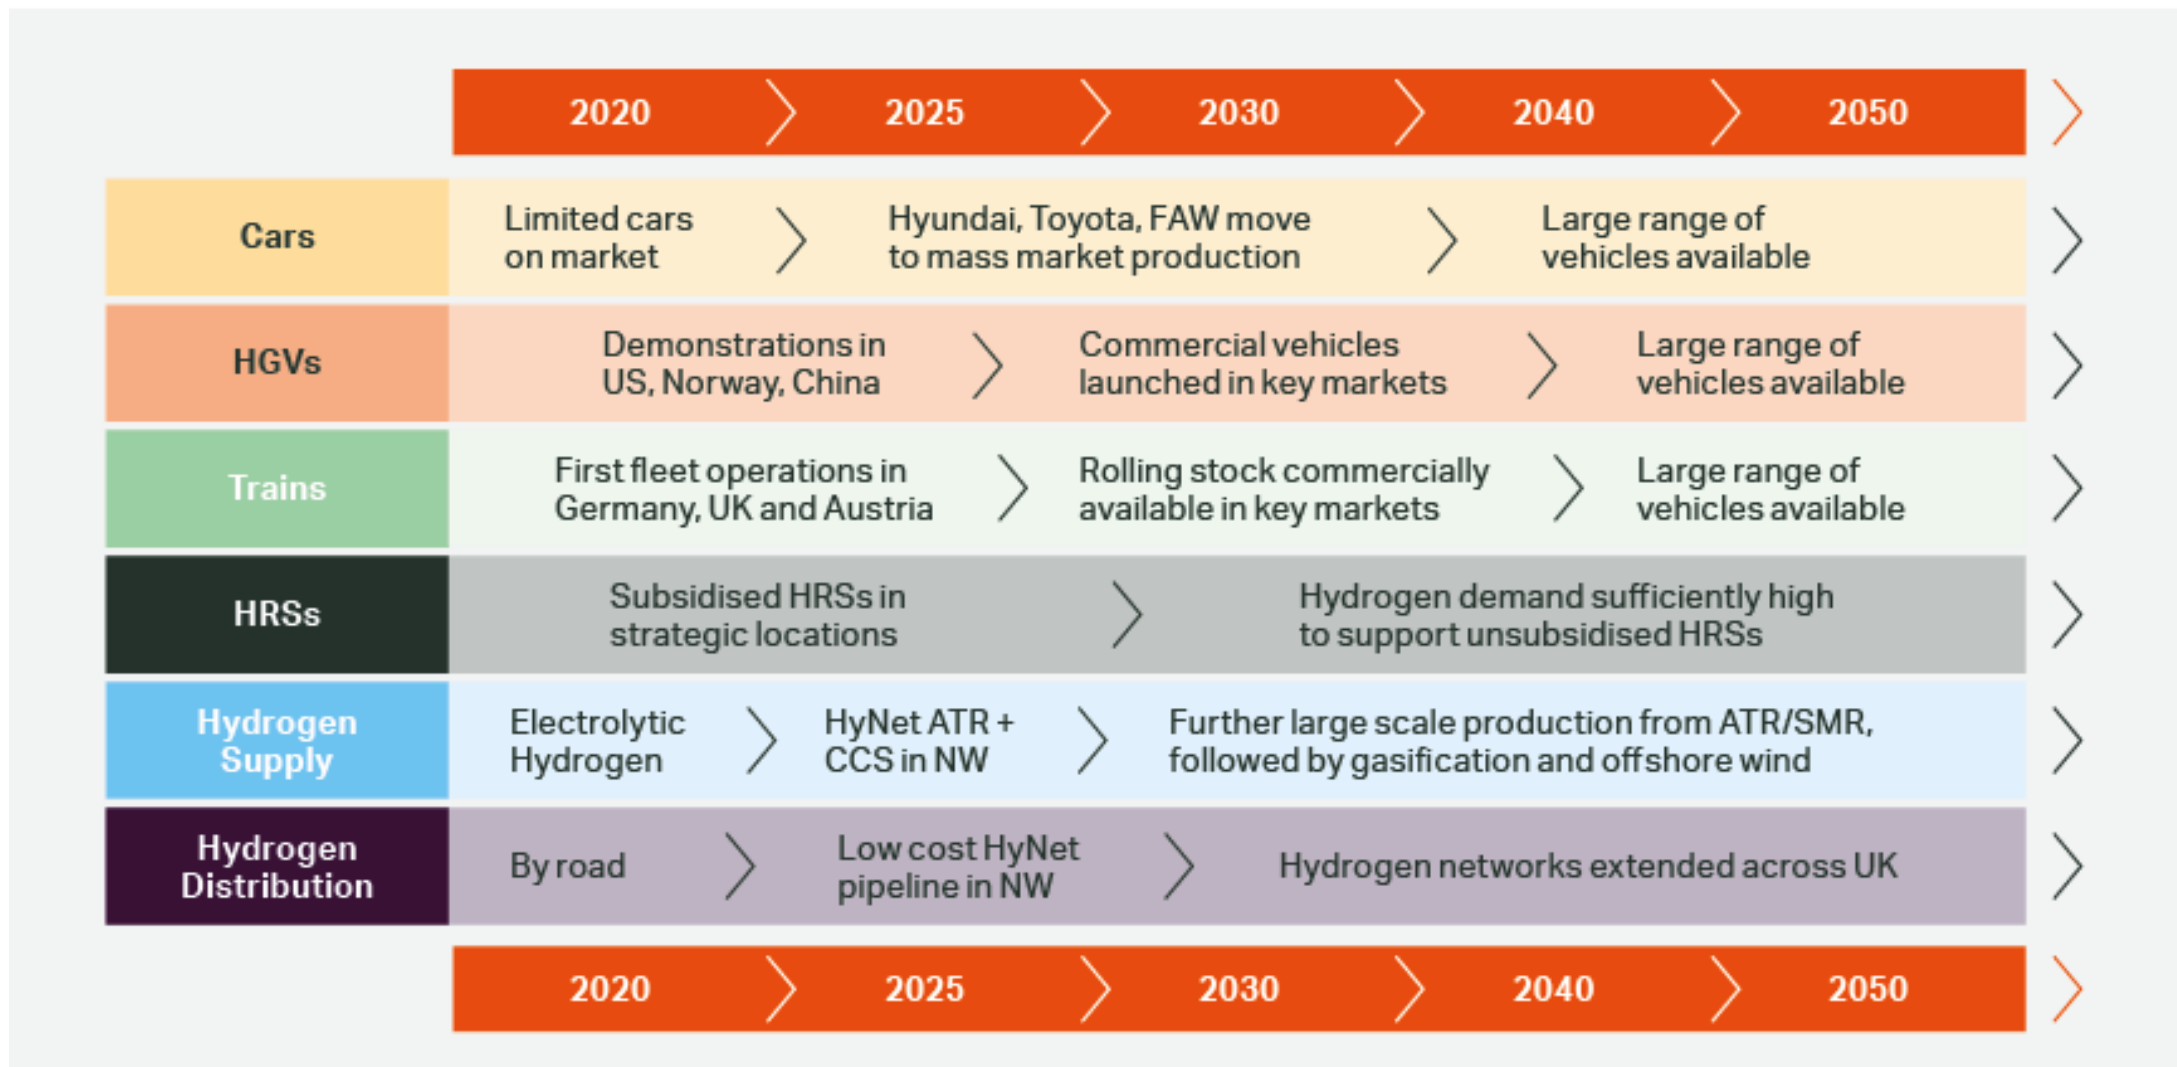 2020 2025 2030 2040 2050
Cars
Limited cars
on market
Hyundai, Toyota, FAW move
to mass market production
Large range of
vehicles available
HGVs
Demonstrations in
US, Norway, China
Commercial vehicles
launched in key markets
Large range of
vehicles available
Trains
First fleet operations in
Germany, UK and Austria
Rolling stock commercially
available in key markets
Large range of
vehicles available
HRSs
Subsidised HRSs in
strategic locations
Hydrogen demand sufficiently high
to support unsubsidised HRSs
Hydrogen
Supply
Electrolytic
Hydrogen
HyNet ATR +
CCS in NW
Further large scale production from ATR/SMR,
followed by gasification and offshore wind
Hydrogen
Distribution
By road
Low cost HyNet
pipeline in NW
Hydrogen networks extended across UK
2020 2025 2030 2040 2050